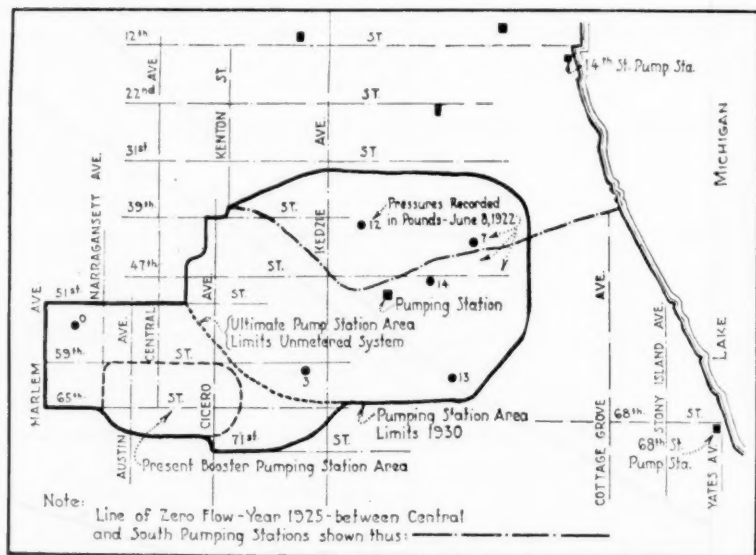 12th.
ST.
14th St. Pump Sta.
AVE
ST
22nd
ST.
NARRAGANSETT AVE.
KENTON
AVE.
MICHIGAN
31st.
ST.
39th.
ST.
KEDZIE
12
Pressures Recorded
in Pounds-June 8, 1922
7
47th.
ST.
14
AVE
51st.
AVE
ST.
Pumping Station
0
AVE.
CENTRAL
Ultimate Pump Station Area
Limits Unmetered System
AVE.
STONY ISLAND AVE.
LAKE
59th.
ST.
3
13
HARLEM
65th.
ST.
CICERO
Pumping Station Area
Limits 1930
COTTAGE GROVE
68th.
ST.
AUSTIN
71st.
ST.
68th St.
Pump Sta.
YATES AV.
Present Booster Pumping Station Area
Note:
Line of Zero Flow-Year 1925-between Central
and South Pumping Stations shown thus: